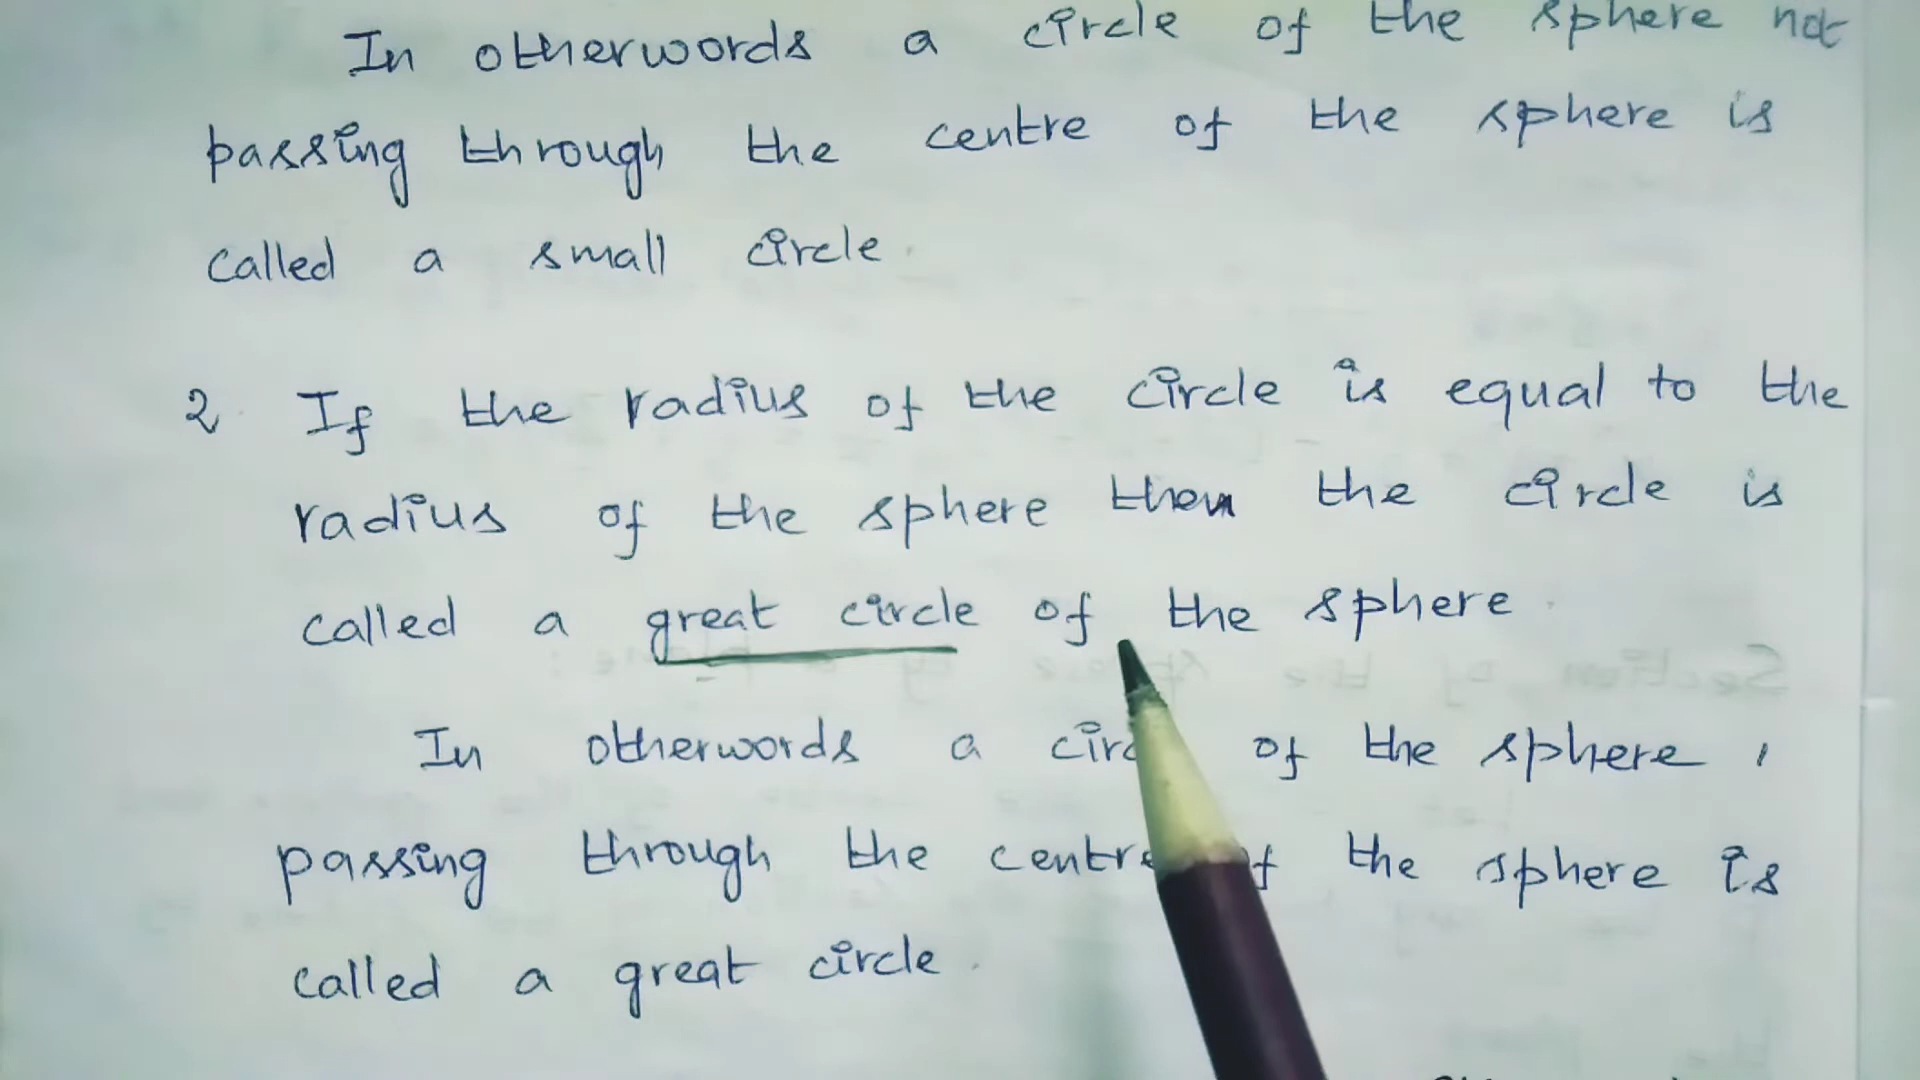 In otherwords a circle of the sphere not
passing through the centre of the sphere is
called a small circle.
2. If the radius of the circle is equal to the
radius of the sphere then the circle is
called a great circle of the sphere.
In otherwords a circ of the sphere,
passing through the centre of the sphere is
called a great circle.